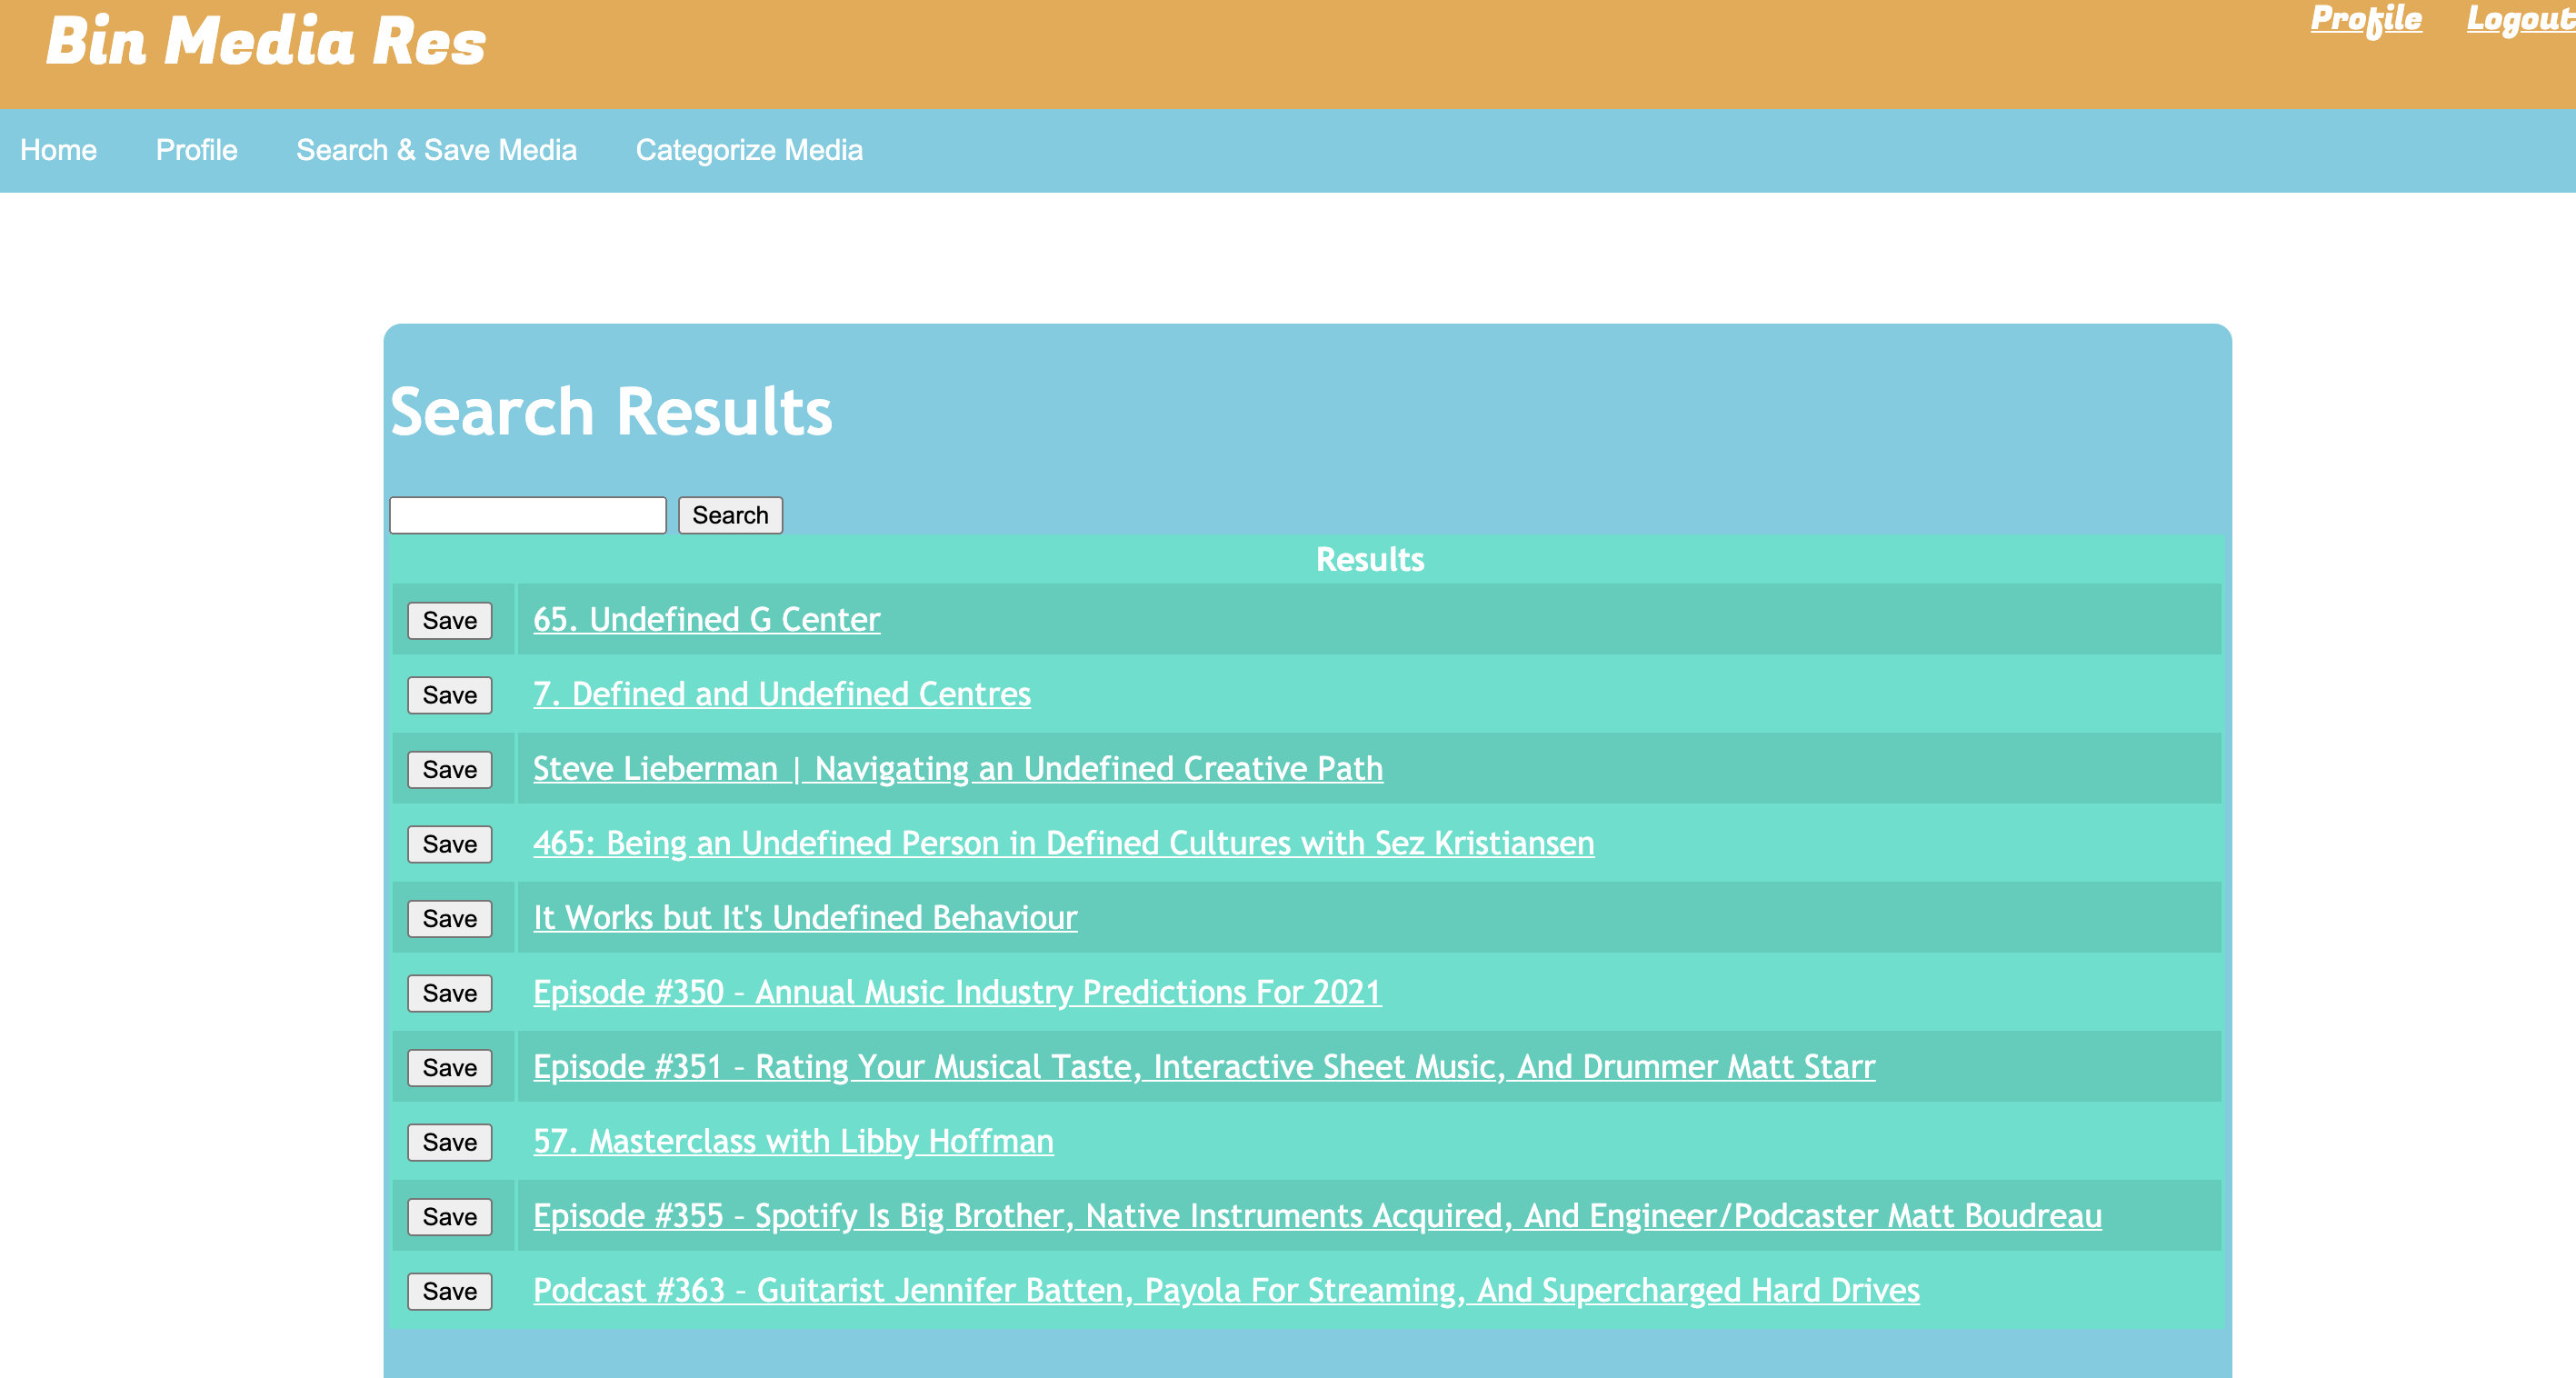 Bin Media Res
Profile Logout
Home Profile Search & Save Media Categorize Media
Search Results
Search
Results
Save 65. Undefined G Center
Save 7. Defined and Undefined Centres
Save Steve Lieberman | Navigating an Undefined Creative Path
Save 465: Being an Undefined Person in Defined Cultures with Sez Kristiansen
Save It Works but It's Undefined Behaviour
Save Episode #350 – Annual Music Industry Predictions For 2021
Save Episode #351 – Rating Your Musical Taste, Interactive Sheet Music, And Drummer Matt Starr
Save 57. Masterclass with Libby Hoffman
Save Episode #355 – Spotify Is Big Brother, Native Instruments Acquired, And Engineer/Podcaster Matt Boudreau
Save Podcast #363 – Guitarist Jennifer Batten, Payola For Streaming, And Supercharged Hard Drives